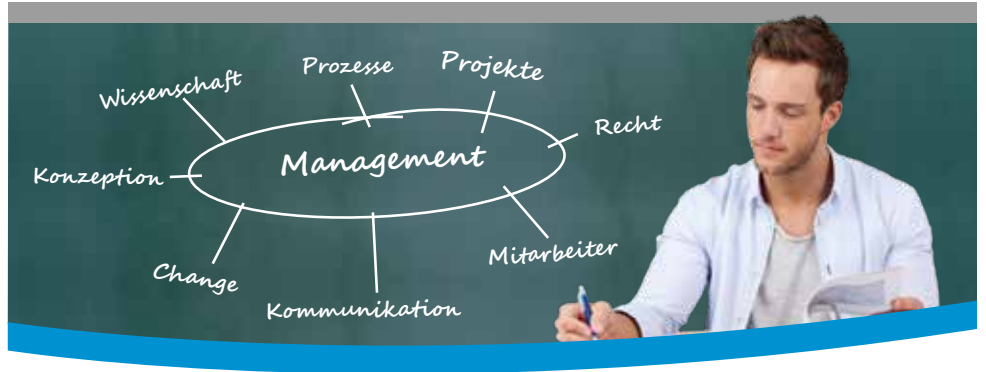 Prozesse
Projekte
Wissenschaft
Recht
Management
Konzeption
Mitarbeiter
Change
Kommunikation